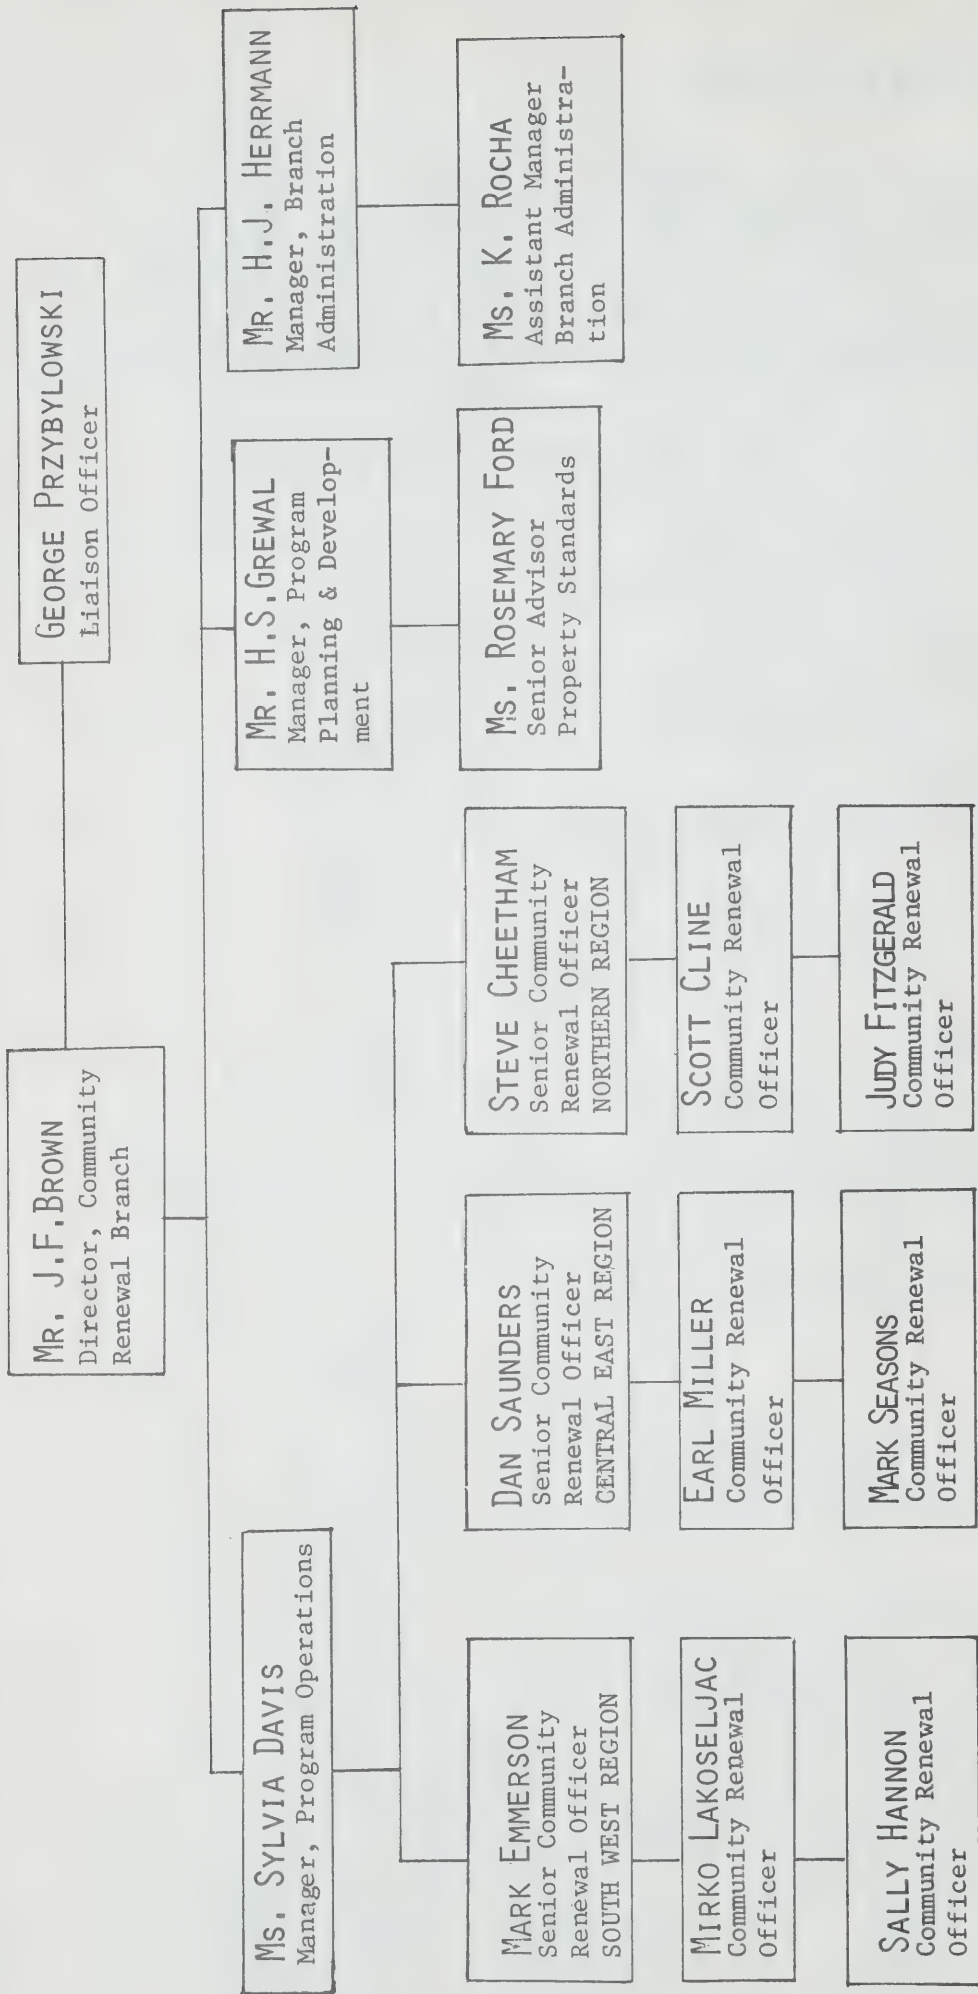 MR. J.F.BROWN
Director, Community
Renewal Branch
GEORGE PRZYBYLOWSKI
Liaison Officer
MS. SYLVIA DAVIS
Manager, Program Operations
MR. H.S.GREWAL
Manager, Program
Planning & Develop-
ment
MR. H.J. HERRMANN
Manager, Branch
Administration
MARK EMMERSON
Senior Community
Renewal Officer
SOUTH WEST REGION
DAN SAUNDERS
Senior Community
Renewal Officer
CENTRAL EAST REGION
STEVE CHEETHAM
Senior Community
Renewal Officer
NORTHERN REGION
MS. ROSEMARY FORD
Senior Advisor
Property Standards
MS. K. ROCHA
Assistant Manager
Branch Administra-
tion
MIRKO LAKOSELJAC
Community Renewal
Officer
EARL MILLER
Community Renewal
Officer
SCOTT CLINE
Community Renewal
Officer
SALLY HANNON
Community Renewal
Officer
MARK SEASONS
Community Renewal
Officer
JUDY FITZGERALD
Community Renewal
Officer